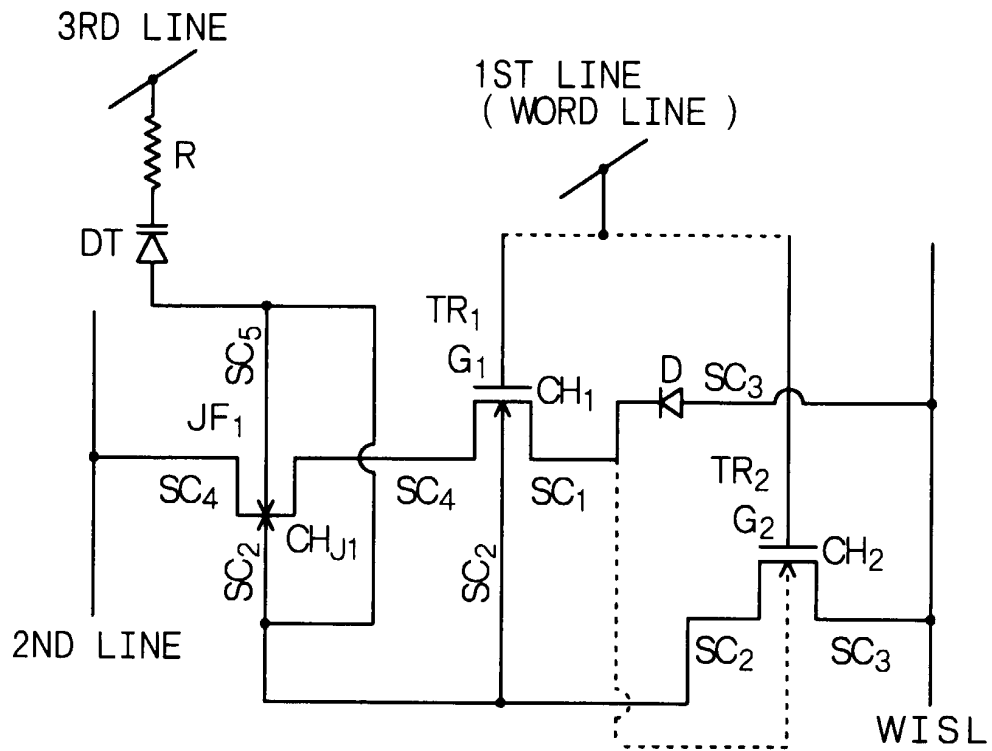 3RD LINE
1ST LINE
( WORD LINE )
R
DT
SC5
TR1
G1
CH1
D
SC3
JF1
SC4
SC4
SC1
TR2
G2
CH2
CHJ1
SC2
SC2
2ND LINE
SC2
SC3
WISL